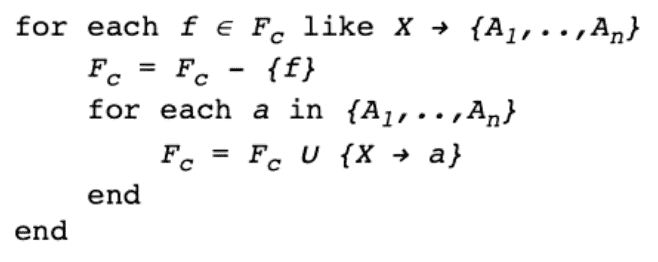 for each f ∈ F_c like X → {A_1,..,A_n}
F_c = F_c - {f}
for each a in {A_1,..,A_n}
F_c = F_c ∪ {X → a}
end
end